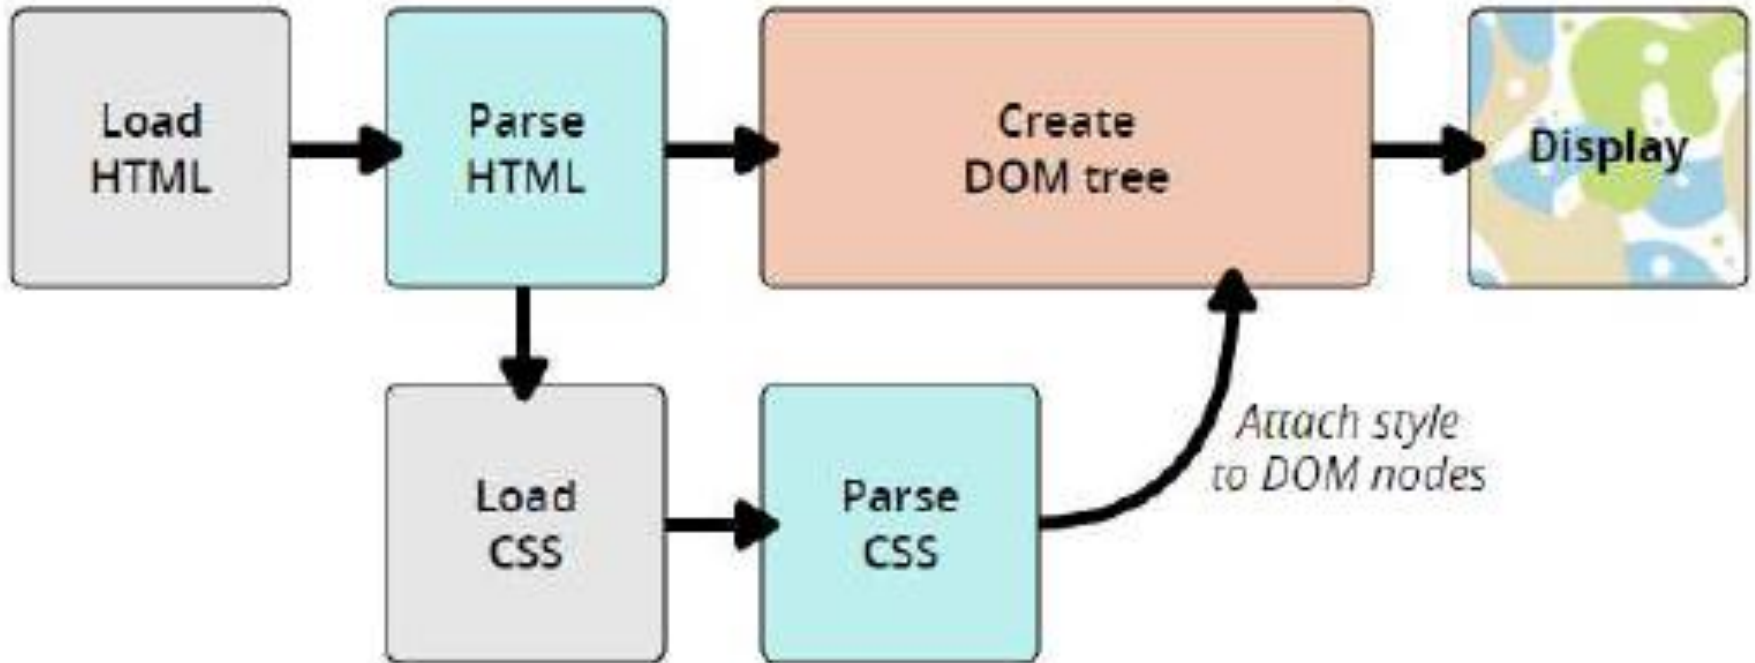 Load
HTML
Parse
HTML
Create
DOM tree
Display
Load
CSS
Parse
CSS
Attach style
to DOM nodes